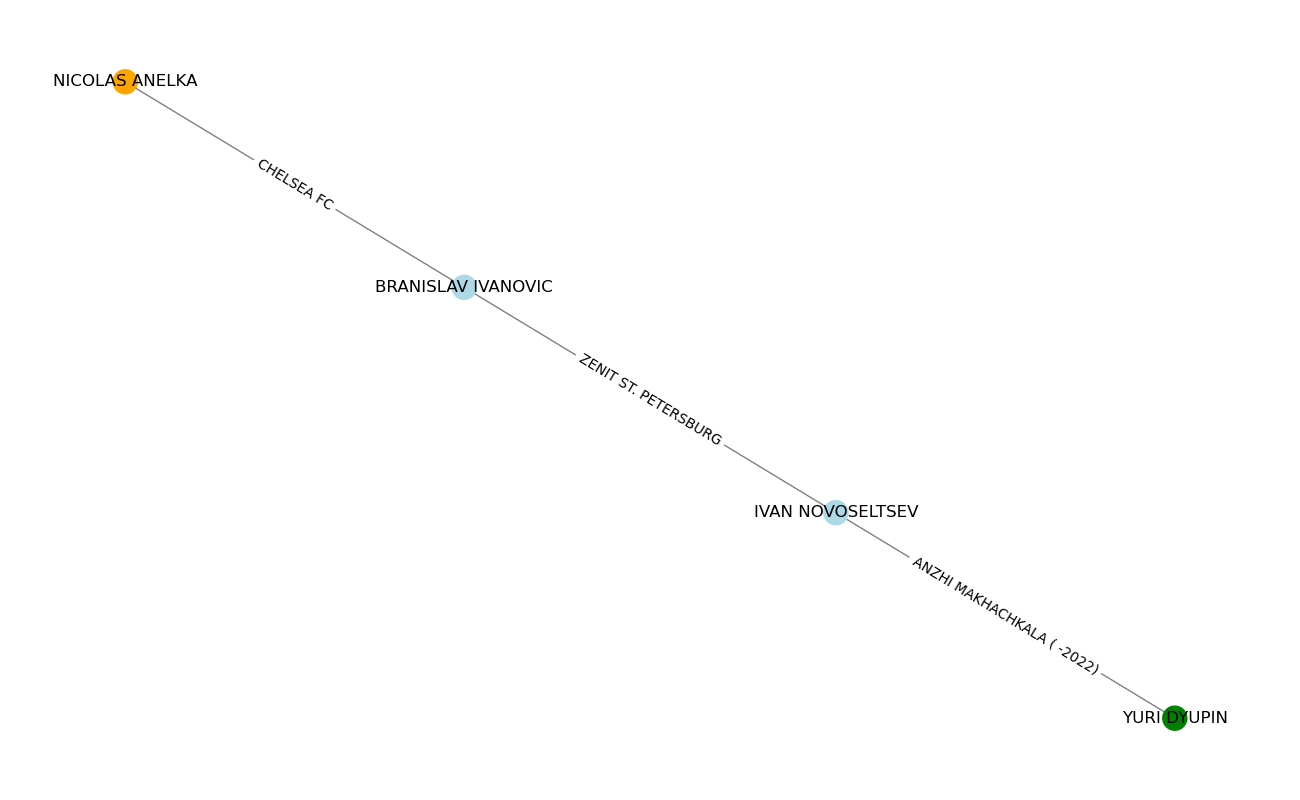 NICOLAS ANELKA
CHELSEA FC
BRANISLAV IVANOVIC
ZENIT ST. PETERSBURG
IVAN NOVOSELTSEV
ANZHI MAKHACHKALA ( -2022)
YURI DYUPIN